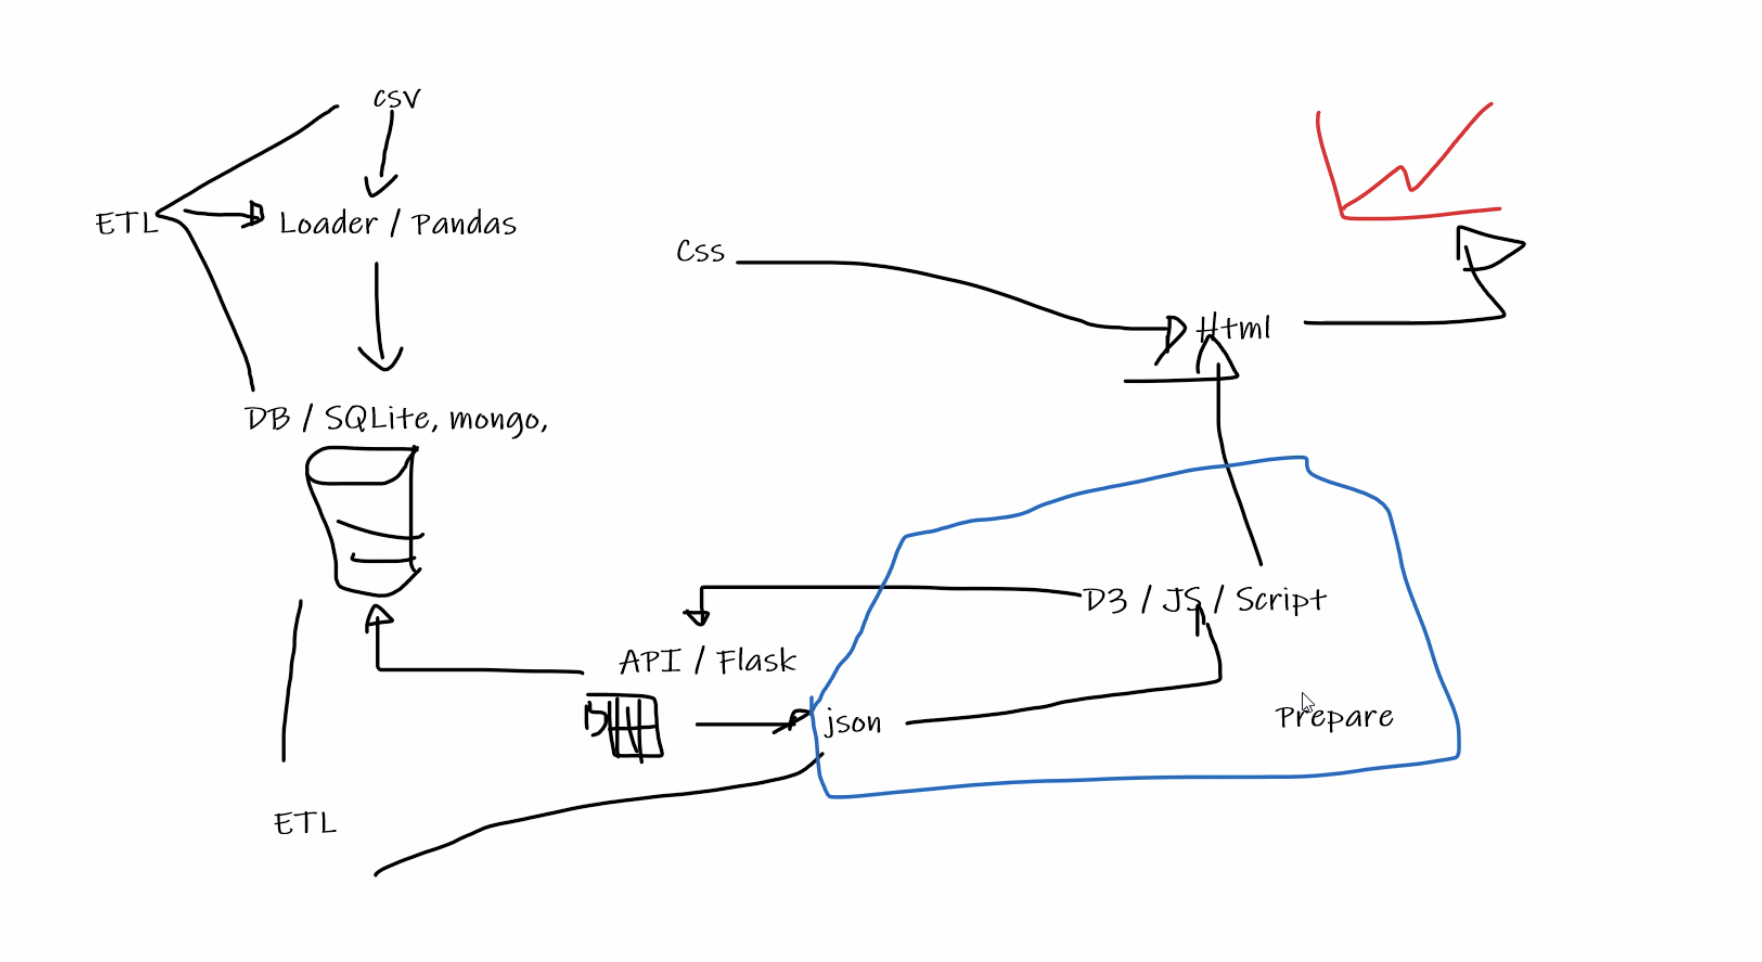 csv
ETL
Loader / Pandas
Css
Html
DB / SQLite, mongo,
D3 / JS / Script
API / Flask
json
Prepare
ETL